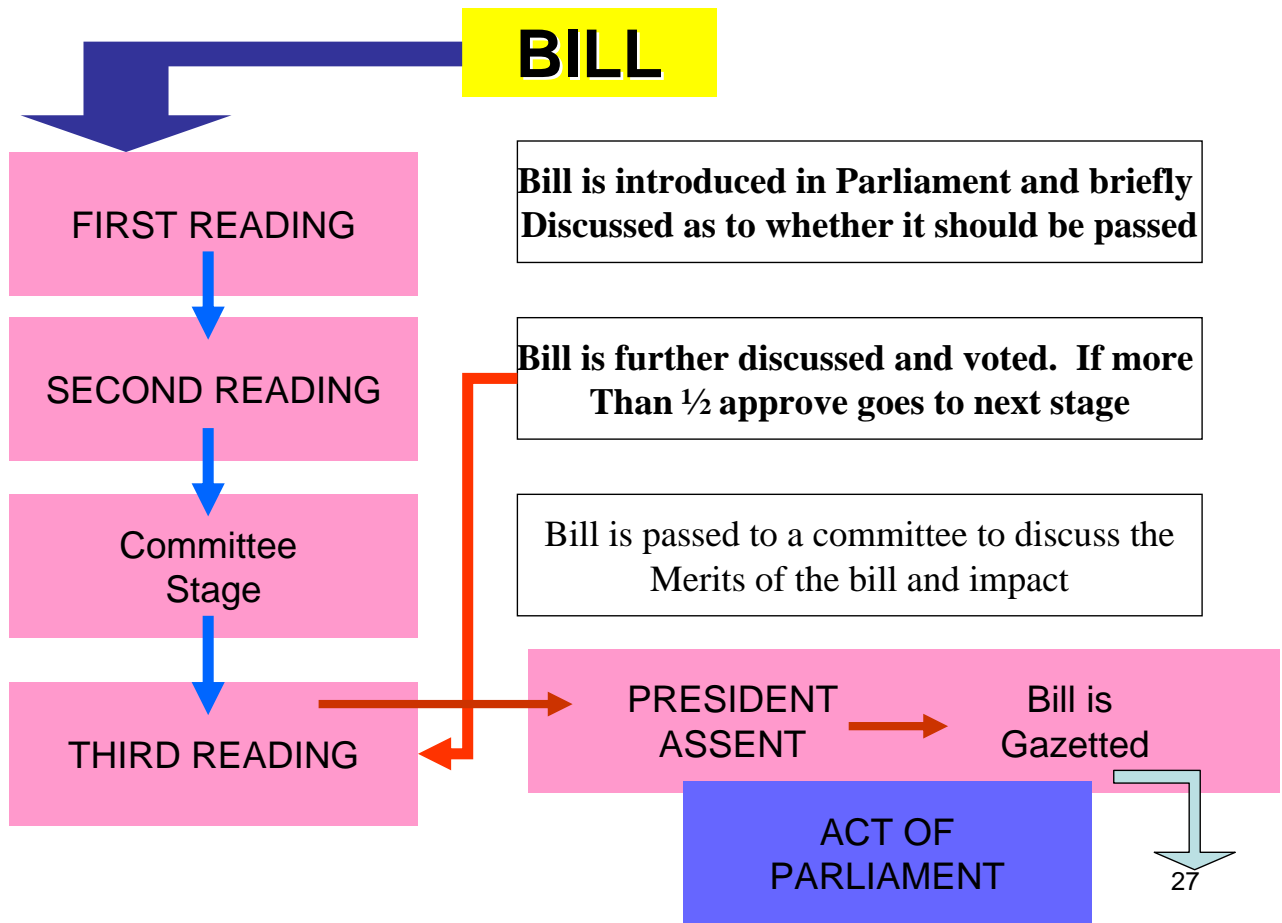 BILL
FIRST READING
Bill is introduced in Parliament and briefly
Discussed as to whether it should be passed
SECOND READING
Bill is further discussed and voted. If more
Than ½ approve goes to next stage
Committee
Stage
Bill is passed to a committee to discuss the
Merits of the bill and impact
THIRD READING
PRESIDENT
ASSENT
Bill is
Gazetted
ACT OF
PARLIAMENT
27